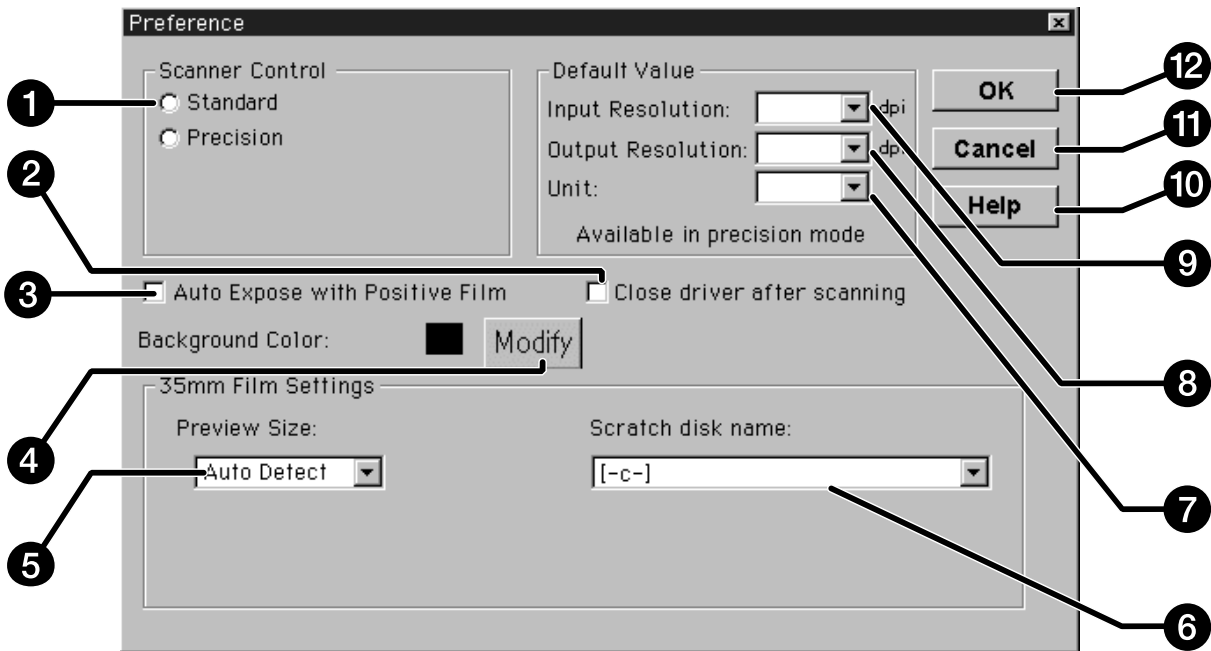 Preference
Scanner Control
Standard
Precision
Default Value
Input Resolution: dpi
Output Resolution: dpi
Unit:
Available in precision mode
OK
Cancel
Help
Auto Expose with Positive Film
Close driver after scanning
Background Color:
Modify
35mm Film Settings
Preview Size:
Auto Detect
Scratch disk name:
[-c-]
1
2
3
4
5
6
7
8
9
10
11
12